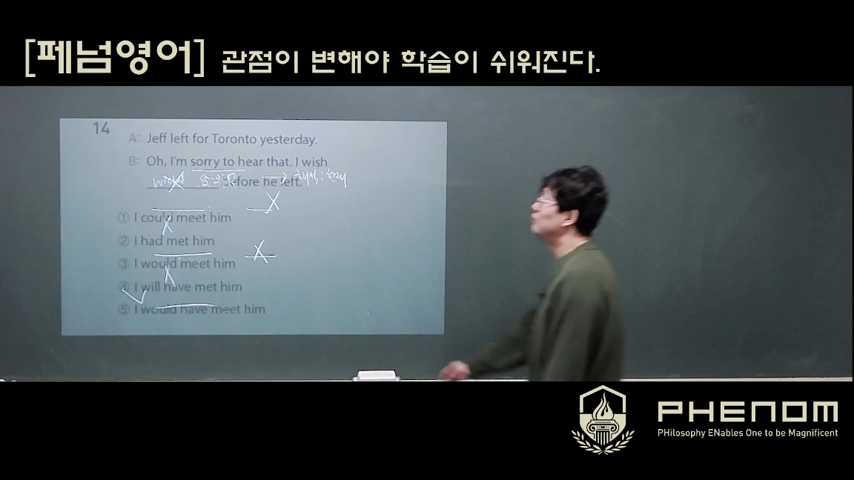 [페넘영어] 관점이 변해야 학습이 쉬워진다.
14
A: Jeff left for Toronto yesterday.
B: Oh, I'm sorry to hear that. I wish
before he left.
① I could meet him
② I had met him
③ I would meet him
④ I will have met him
⑤ I would have meet him
PHENOM
PHilosophy ENables One to be Magnificent